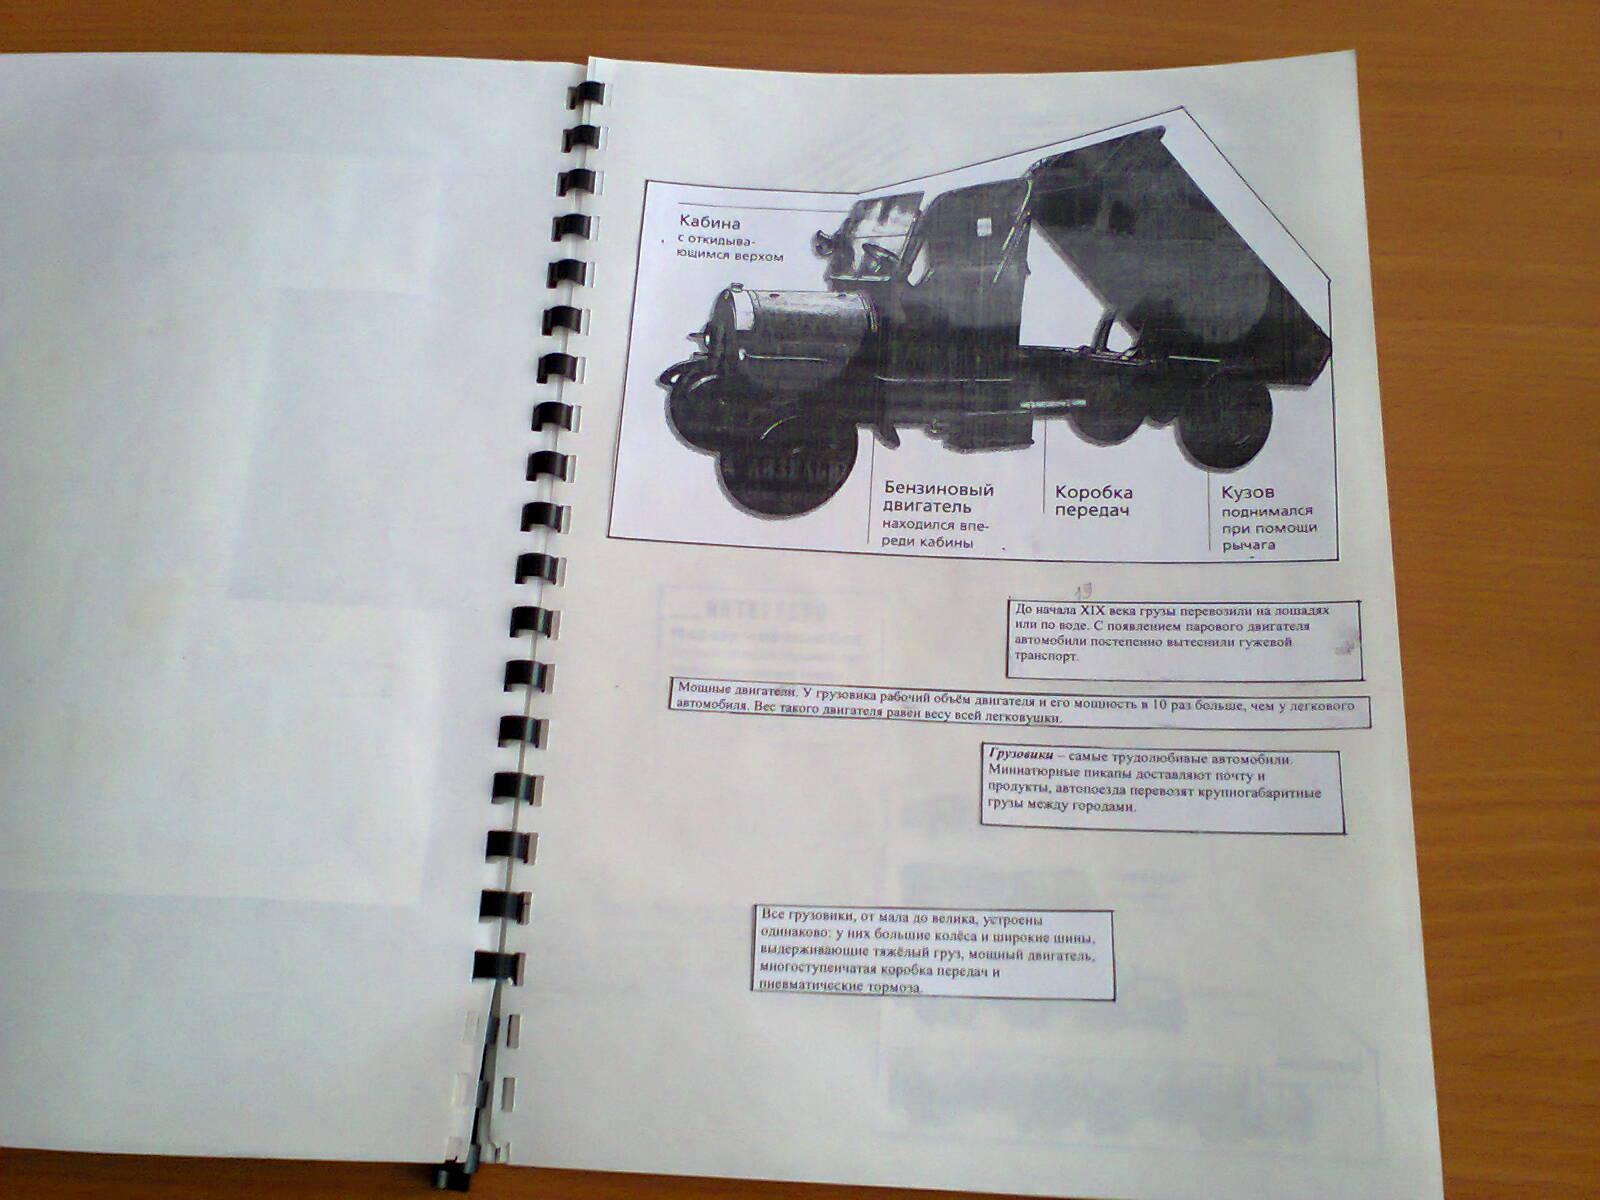 Кабина
с откидыва-
ющимся верхом
Бензиновый
двигатель
находился впе-
реди кабины
Коробка
передач
Кузов
поднимался
при помощи
рычага
19
До начала XIX века грузы перевозили на лошадях
или по воде. С появлением парового двигателя
автомобили постепенно вытеснили гужевой
транспорт.
Мощные двигатели. У грузовика рабочий объём двигателя и его мощность в 10 раз больше, чем у легкового
автомобиля. Вес такого двигателя равен весу всей легковушки.
Грузовики – самые трудолюбивые автомобили.
Миниатюрные пикапы доставляют почту и
продукты, автопоезда перевозят крупногабаритные
грузы между городами.
Все грузовики, от мала до велика, устроены
одинаково: у них большие колёса и широкие шины,
выдерживающие тяжёлый груз, мощный двигатель,
многоступенчатая коробка передач и
пневматические тормоза.